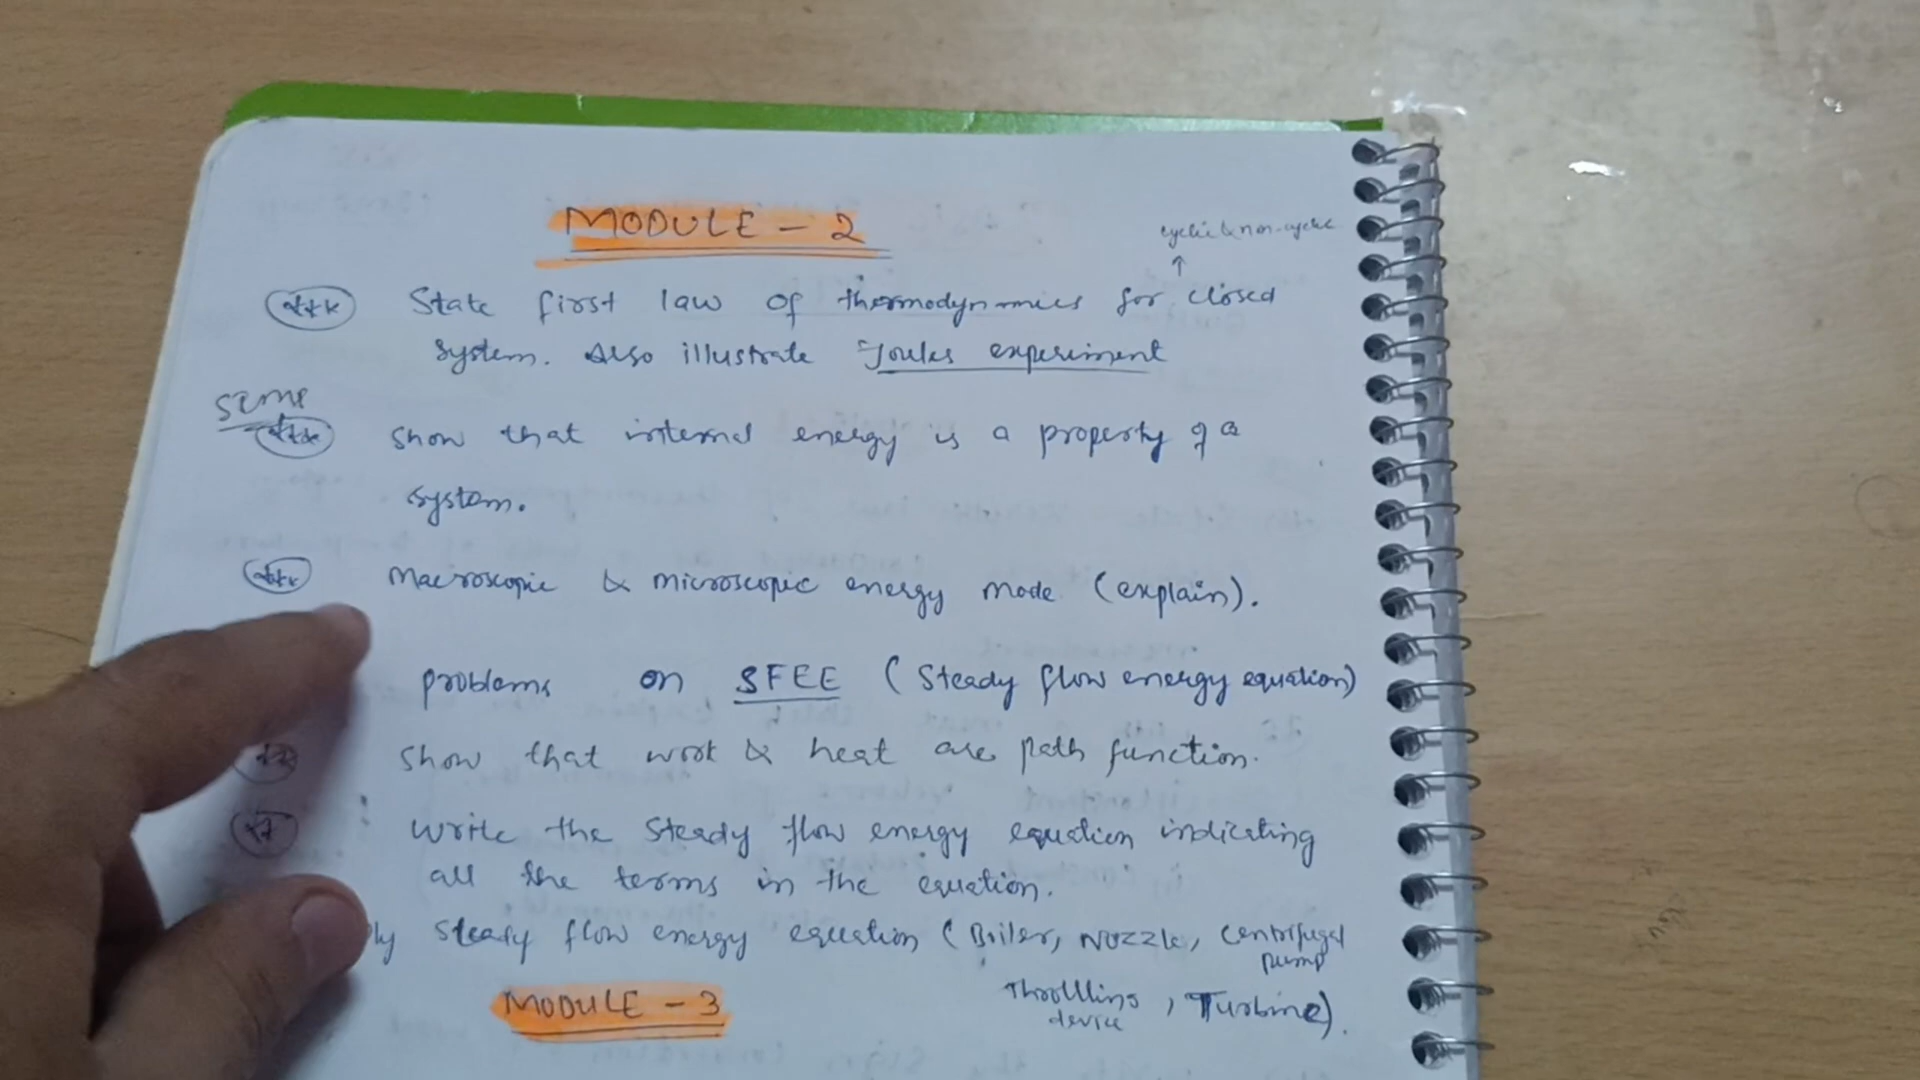 MODULE - 2
cyclic & non-cyclic
↑
*** State first law of thermodynamics for closed
system. Also illustrate Joules experiment
*** show that internal energy is a property of a
system.
*** Macroscopic & microscopic energy mode (explain).
problems on SFEE (Steady flow energy equation)
** show that work & heat are path function.
** write the steady flow energy equation indicating
all the terms in the equation.
ly steady flow energy equation (Boiler, Nozzle, Centrifugal
pump
Throttling
device , Turbine).
MODULE - 3